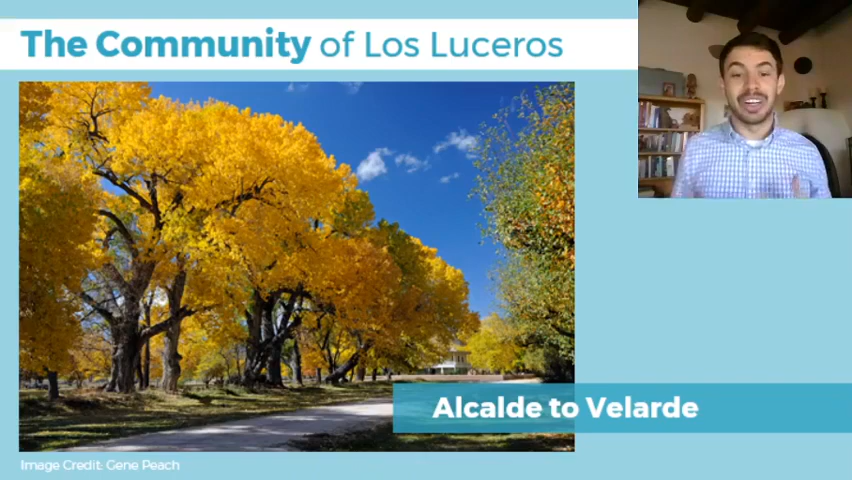 The Community of Los Luceros
Alcalde to Velarde
Image Credit: Gene Peach